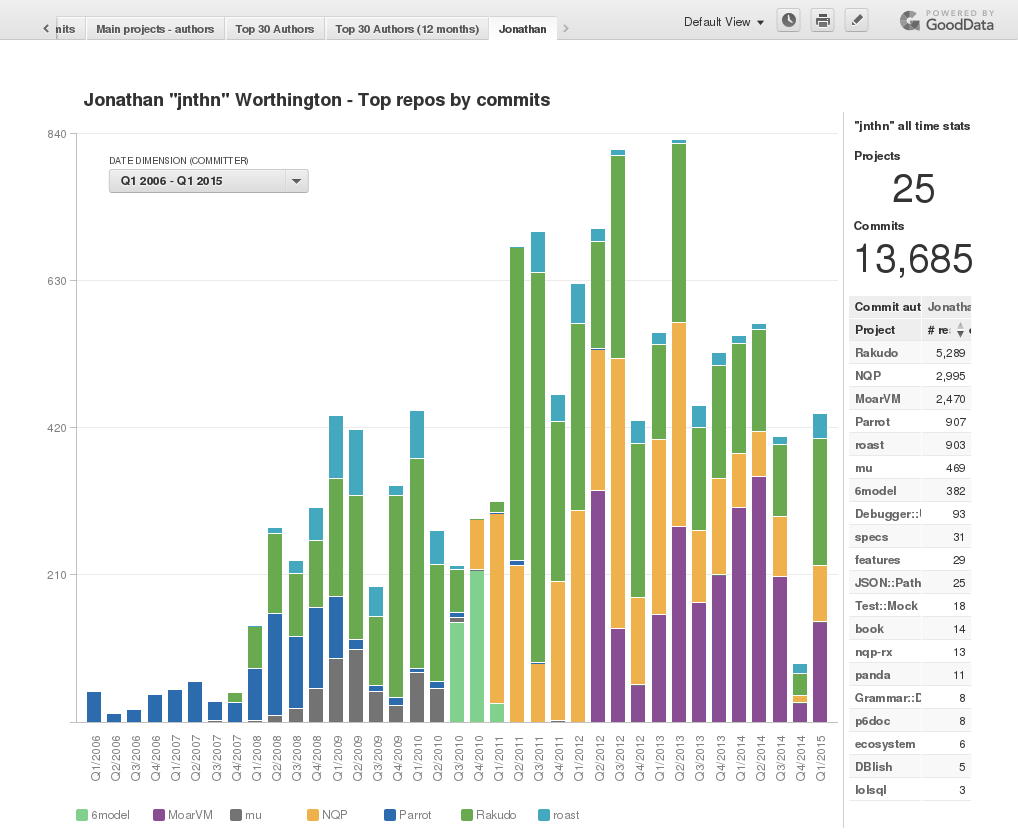 nits
Main projects - authors
Top 30 Authors
Top 30 Authors (12 months)
Jonathan
Default View
POWERED BY
GoodData
Jonathan "jnthn" Worthington - Top repos by commits
840
630
420
210
DATE DIMENSION (COMMITTER)
Q1 2006 - Q1 2015
Q1/2006
Q2/2006
Q3/2006
Q4/2006
Q1/2007
Q2/2007
Q3/2007
Q4/2007
Q1/2008
Q2/2008
Q3/2008
Q4/2008
Q1/2009
Q2/2009
Q3/2009
Q4/2009
Q1/2010
Q2/2010
Q3/2010
Q4/2010
Q1/2011
Q2/2011
Q3/2011
Q4/2011
Q1/2012
Q2/2012
Q3/2012
Q4/2012
Q1/2013
Q2/2013
Q3/2013
Q4/2013
Q1/2014
Q2/2014
Q3/2014
Q4/2014
Q1/2015
6model
MoarVM
mu
NQP
Parrot
Rakudo
roast
"jnthn" all time stats
Projects
25
Commits
13,685
Commit aut Jonatha
Project # re
Rakudo 5,289
NQP 2,995
MoarVM 2,470
Parrot 907
roast 903
mu 469
6model 382
Debugger:: 93
specs 31
features 29
JSON::Path 25
Test::Mock 18
book 14
nqp-rx 13
panda 11
Grammar::D 8
p6doc 8
ecosystem 6
DBIish 5
lolsql 3